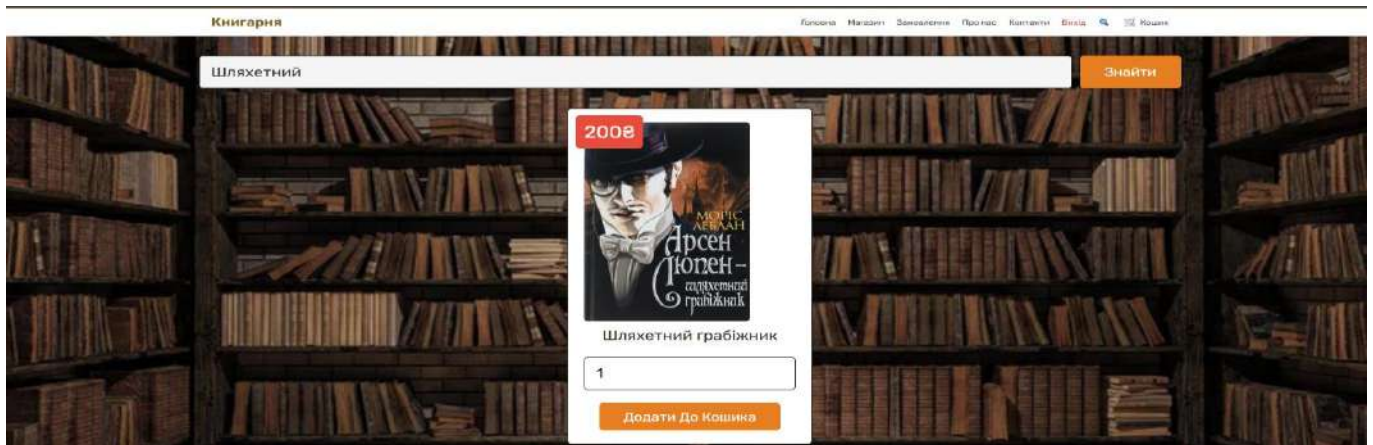 Книгарня
Головна Магазин Замовлення Про нас Контакти Вихід Кошик
Шляхетний
Знайти
200₴
МОРІС
ЛЕБЛАН
Арсен
Люпен –
шляхетний
грабіжник
Шляхетний грабіжник
1
Додати До Кошика